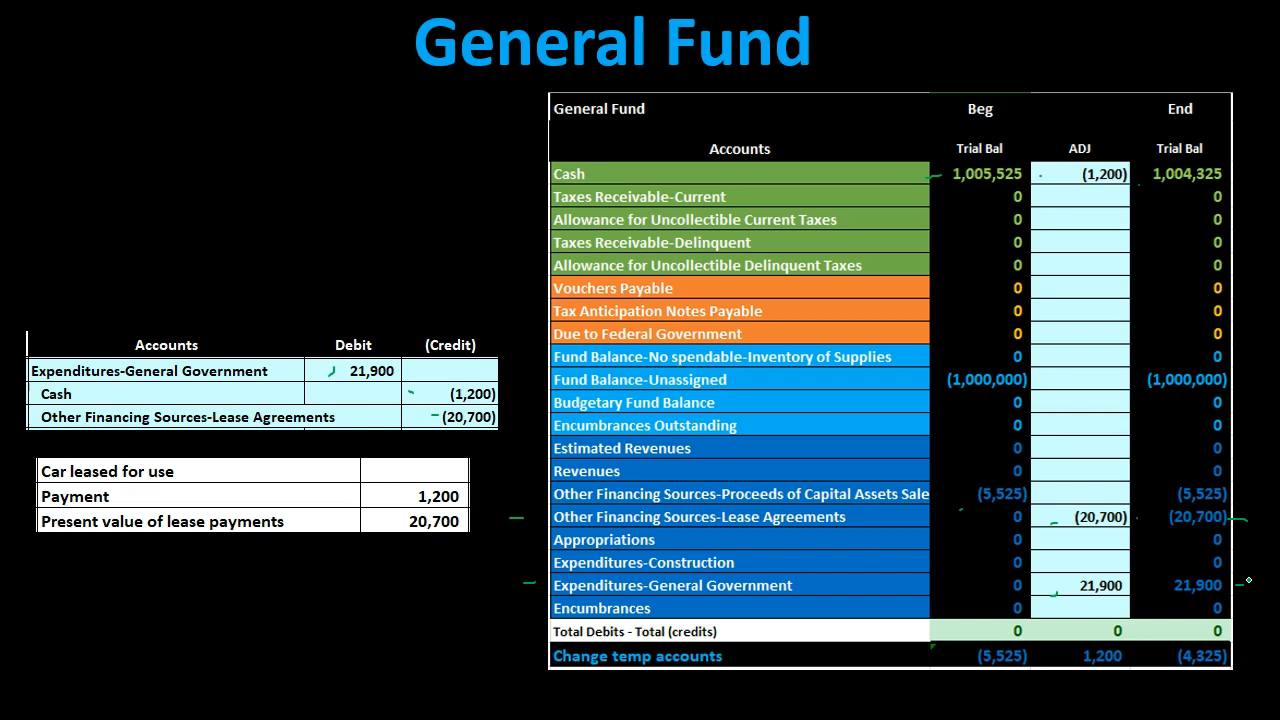 General Fund
Accounts Debit (Credit)
Expenditures-General Government 21,900
Cash (1,200)
Other Financing Sources-Lease Agreements (20,700)
Car leased for use
Payment 1,200
Present value of lease payments 20,700
General Fund Beg End
Accounts Trial Bal ADJ Trial Bal
Cash 1,005,525 (1,200) 1,004,325
Taxes Receivable-Current 0 0
Allowance for Uncollectible Current Taxes 0 0
Taxes Receivable-Delinquent 0 0
Allowance for Uncollectible Delinquent Taxes 0 0
Vouchers Payable 0 0
Tax Anticipation Notes Payable 0 0
Due to Federal Government 0 0
Fund Balance-No spendable-Inventory of Supplies 0 0
Fund Balance-Unassigned (1,000,000) (1,000,000)
Budgetary Fund Balance 0 0
Encumbrances Outstanding 0 0
Estimated Revenues 0 0
Revenues 0 0
Other Financing Sources-Proceeds of Capital Assets Sale (5,525) (5,525)
Other Financing Sources-Lease Agreements 0 (20,700) (20,700)
Appropriations 0 0
Expenditures-Construction 0 0
Expenditures-General Government 0 21,900 21,900
Encumbrances 0 0
Total Debits - Total (credits) 0 0 0
Change temp accounts (5,525) 1,200 (4,325)